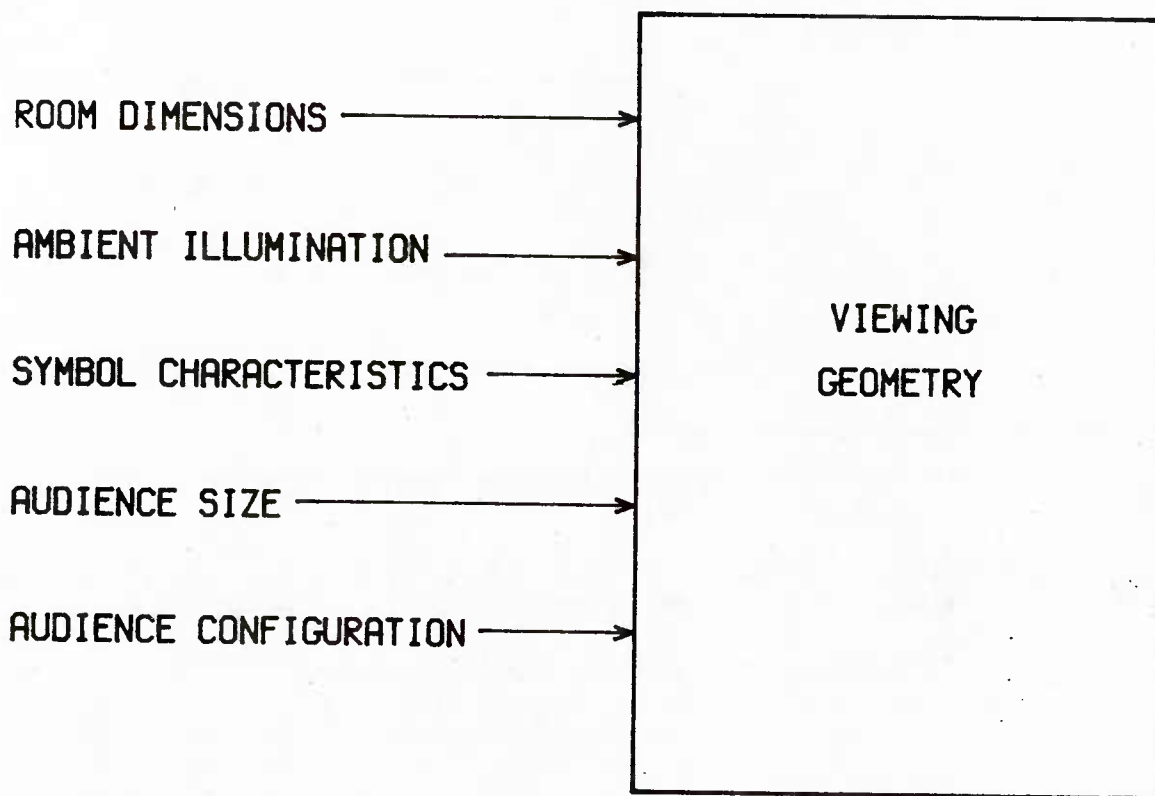 ROOM DIMENSIONS
AMBIENT ILLUMINATION
SYMBOL CHARACTERISTICS
AUDIENCE SIZE
AUDIENCE CONFIGURATION
VIEWING
GEOMETRY